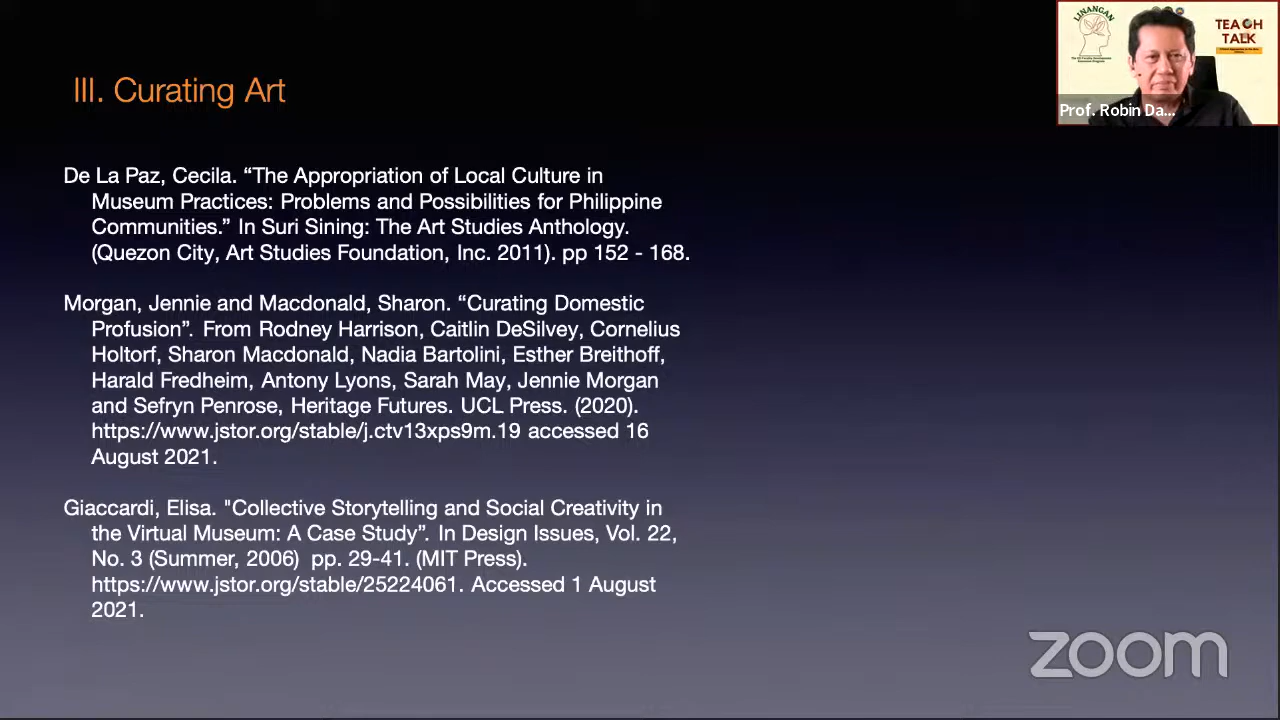 III. Curating Art
LINANGAN
TEACH
TALK
Prof. Robin Da...
De La Paz, Cecila. “The Appropriation of Local Culture in
Museum Practices: Problems and Possibilities for Philippine
Communities.” In Suri Sining: The Art Studies Anthology.
(Quezon City, Art Studies Foundation, Inc. 2011). pp 152 - 168.
Morgan, Jennie and Macdonald, Sharon. “Curating Domestic
Profusion”. From Rodney Harrison, Caitlin DeSilvey, Cornelius
Holtorf, Sharon Macdonald, Nadia Bartolini, Esther Breithoff,
Harald Fredheim, Antony Lyons, Sarah May, Jennie Morgan
and Sefryn Penrose, Heritage Futures. UCL Press. (2020).
https://www.jstor.org/stable/j.ctv13xps9m.19 accessed 16
August 2021.
Giaccardi, Elisa. "Collective Storytelling and Social Creativity in
the Virtual Museum: A Case Study”. In Design Issues, Vol. 22,
No. 3 (Summer, 2006)  pp. 29-41. (MIT Press).
https://www.jstor.org/stable/25224061. Accessed 1 August
2021.
zoom